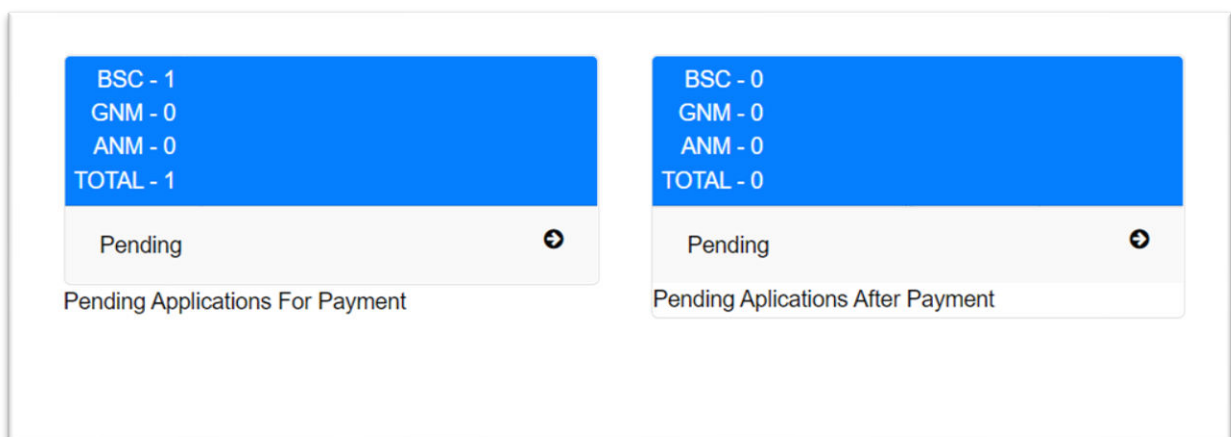 BSC - 1
GNM - 0
ANM - 0
TOTAL - 1
Pending
Pending Applications For Payment
BSC - 0
GNM - 0
ANM - 0
TOTAL - 0
Pending
Pending Aplications After Payment